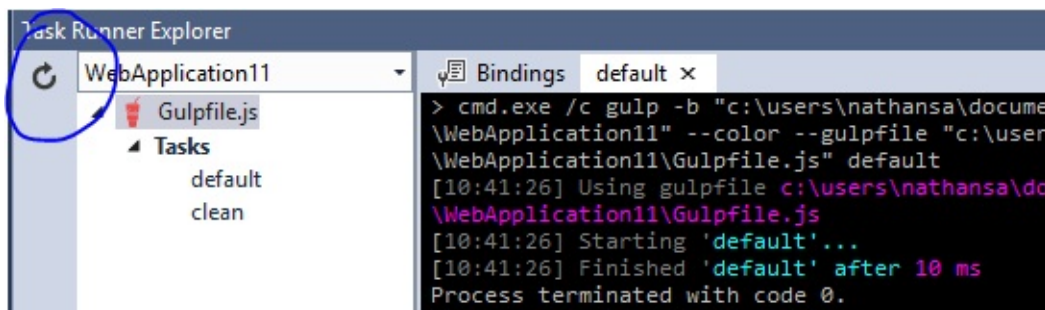 Task Runner Explorer
WebApplication11
Gulpfile.js
Tasks
default
clean
Bindings default ×
> cmd.exe /c gulp -b "c:\users\nathansa\docume
\WebApplication11" --color --gulpfile "c:\user
\WebApplication11\Gulpfile.js" default
[10:41:26] Using gulpfile c:\users\nathansa\do
\WebApplication11\Gulpfile.js
[10:41:26] Starting 'default'...
[10:41:26] Finished 'default' after 10 ms
Process terminated with code 0.